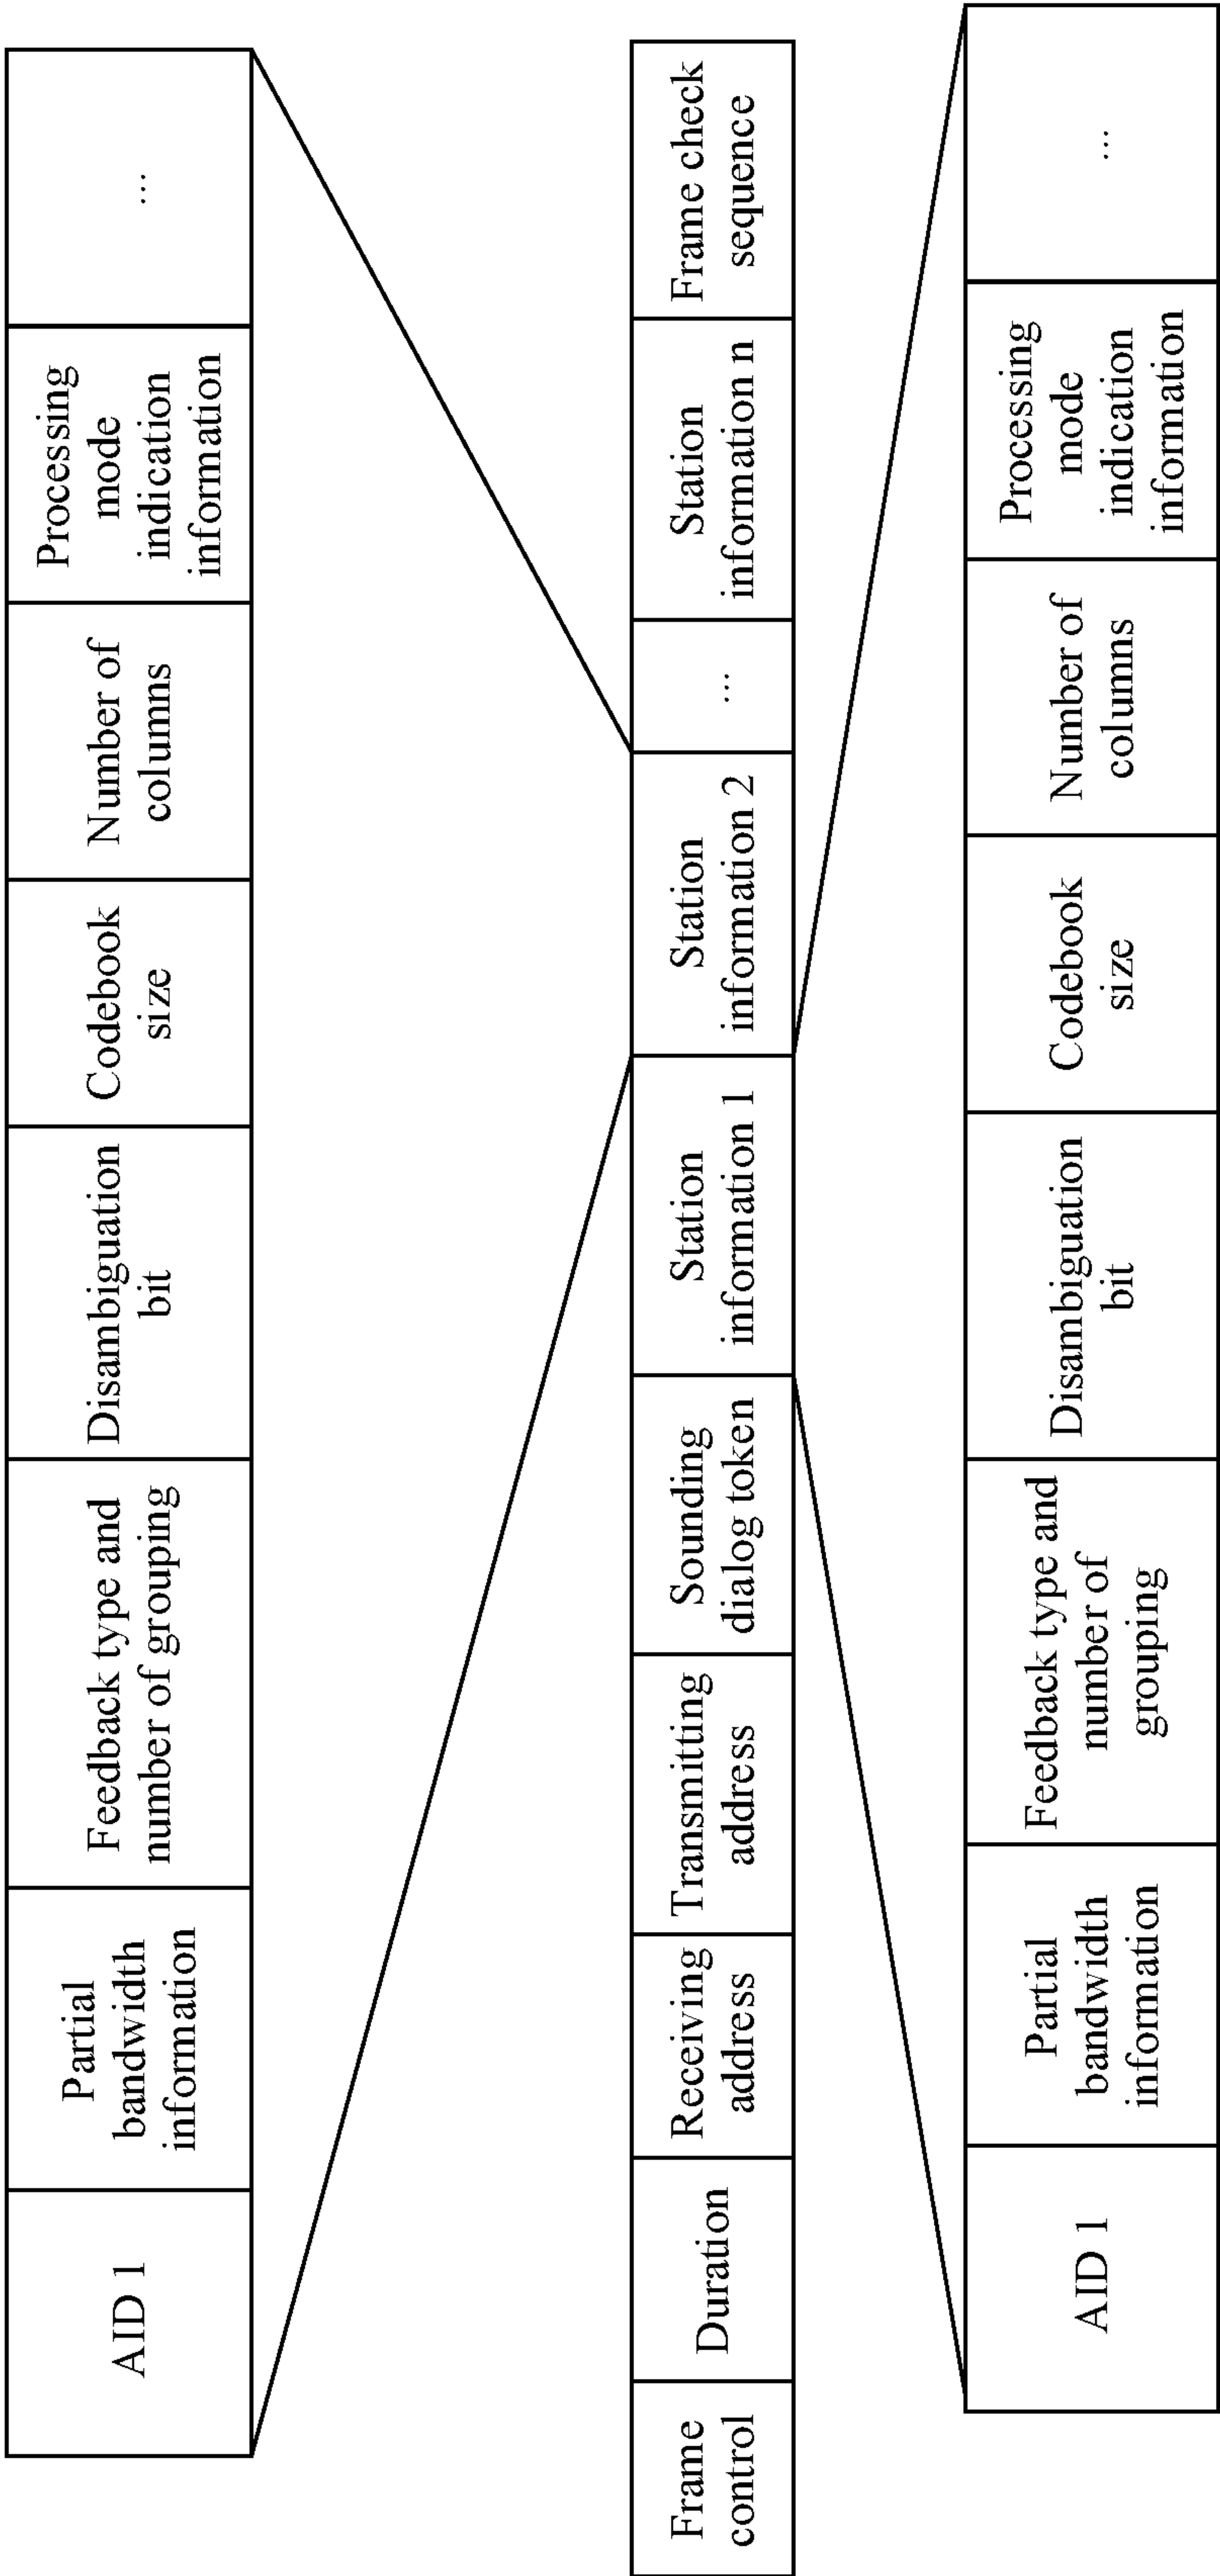 AID 1
Partial
bandwidth
information
Feedback type and
number of grouping
Disambiguation
bit
Codebook
size
Number of
columns
Processing
mode
indication
information
...
Frame
control
Duration
Receiving
address
Transmitting
address
Sounding
dialog token
Station
information 1
Station
information 2
...
Station
information n
Frame check
sequence
AID 1
Partial
bandwidth
information
Feedback type and
number of
grouping
Disambiguation
bit
Codebook
size
Number of
columns
Processing
mode
indication
information
...